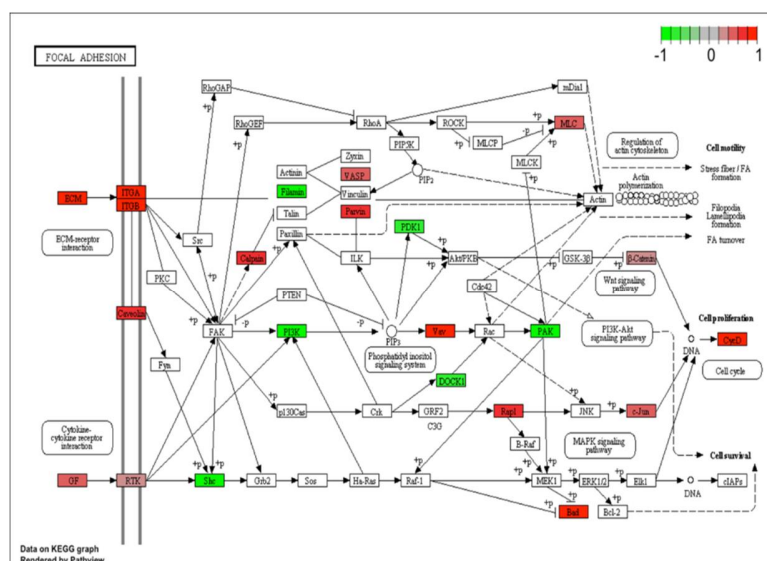 -1 0 1
FOCAL ADHESION
RhoGAP
+p
RhoGEF
+p
RhoA
ROCK
+p
mDia1
MLC
+p
-p
MLCP
PIP5K
MLCK
+p
Regulation of
actin cytoskeleton
Cell motility
Stress fiber / FA
formation
Zyxin
Actinin
VASP
PIP2
Filamin
Vinculin
Actin
Actin
polymerization
ECM
ITGA
ITGB
Talin
Parvin
Filopodia
Lamellipodia
formation
Paxillin
PDK1
+p
FA turnover
ECM-receptor
interaction
Src
+p
Calpain
+p
ILK
+p
Akt/PKB
+p
GSK-3β
β-Catenin
PKC
PTEN
Cdc42
Wnt signaling
pathway
Caveolin
+p
-p
-p
FAK
PI3K
PIP3
Vav
Rac
PAK
PI3K-Akt
signaling pathway
Cell proliferation
DNA
CycD
Phosphatidyl inositol
signaling system
Fyn
DOCK1
Cell cycle
+p
p130Cas
Crk
GRF2
C3G
Rap1
JNK
+p
c-Jun
Cytokine-
cytokine receptor
interaction
B-Raf
+p
MAPK signaling
pathway
Cell survival
GF
RTK
+p
+p
Shc
Grb2
Sos
Ha-Ras
Raf-1
+p
+p
MEK1
+p
ERK1/2
+p
Elk1
DNA
cIAPs
+p
+p
Bad
+p
Bcl-2
Data on KEGG graph
Rendered by Pathview